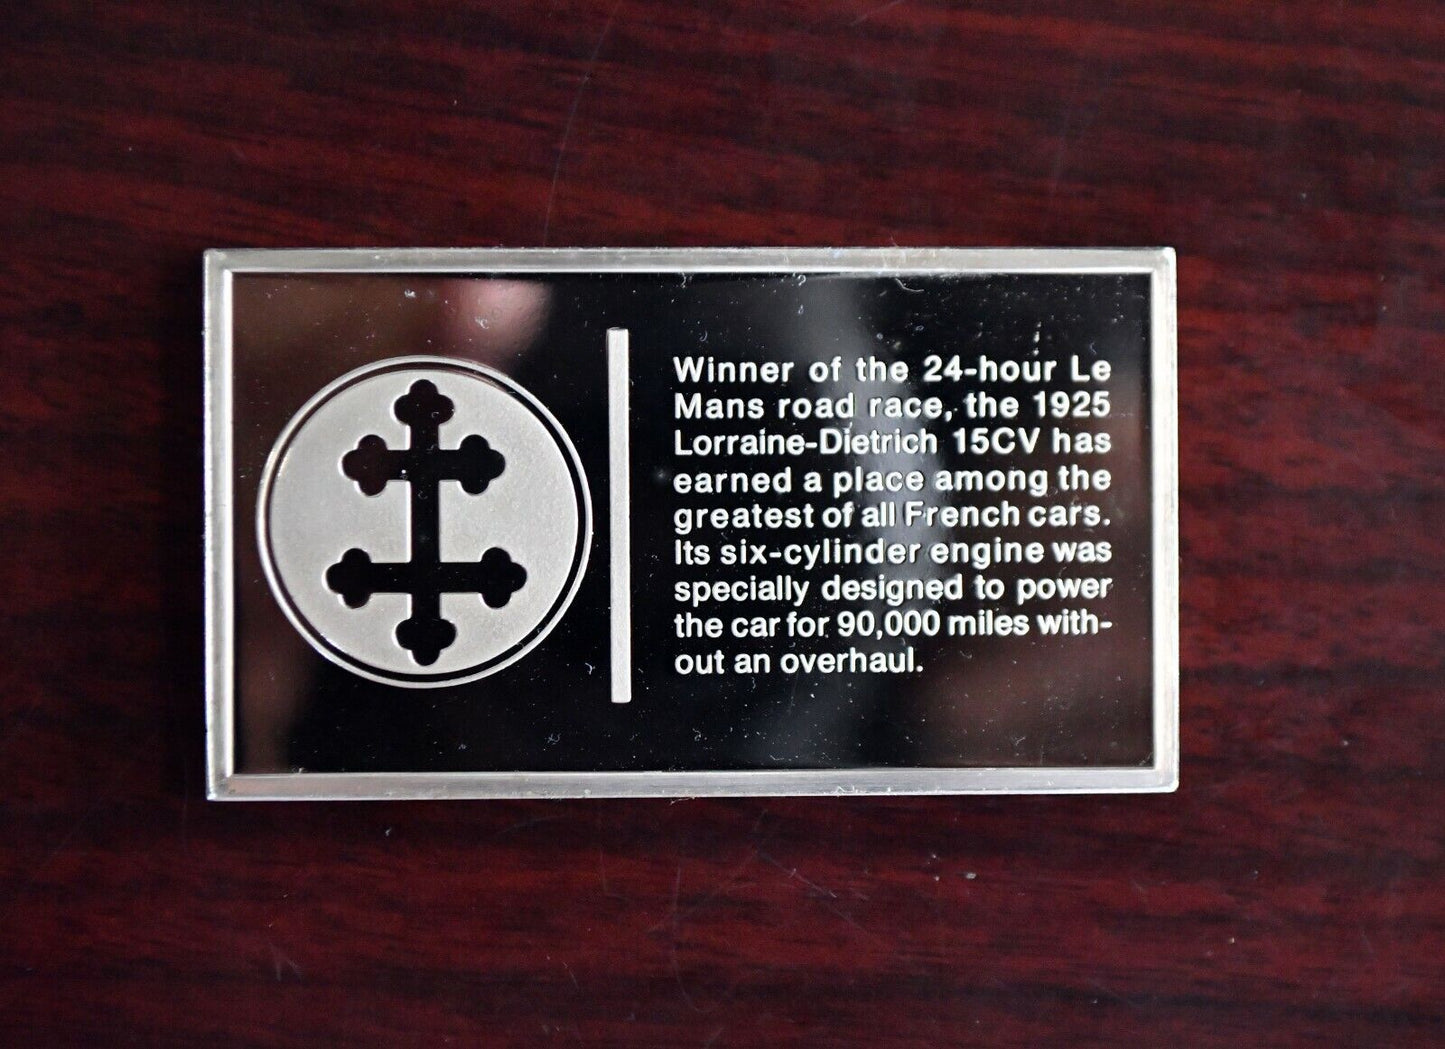 Winner of the 24-hour Le
Mans road race, the 1925
Lorraine-Dietrich 15CV has
earned a place among the
greatest of all French cars.
Its six-cylinder engine was
specially designed to power
the car for 90,000 miles with-
out an overhaul.